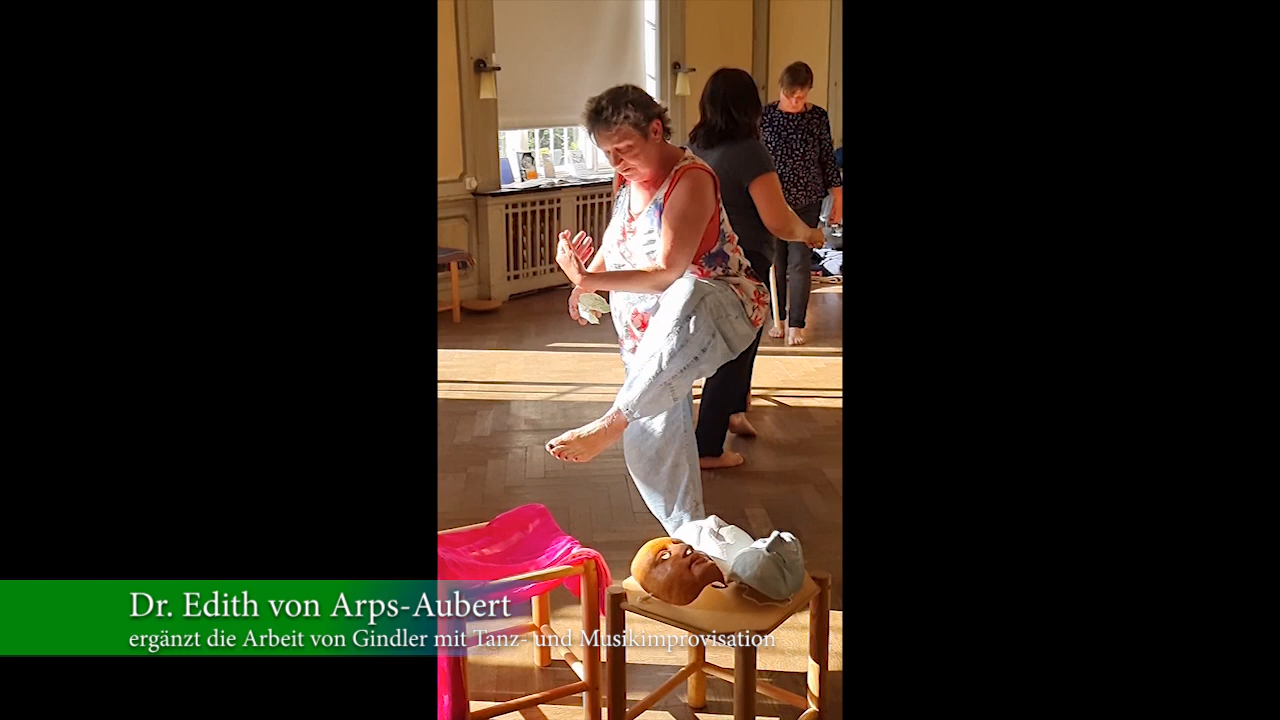 Dr. Edith von Arps-Aubert
ergänzt die Arbeit von Gindler mit Tanz- und Musikimprovisation